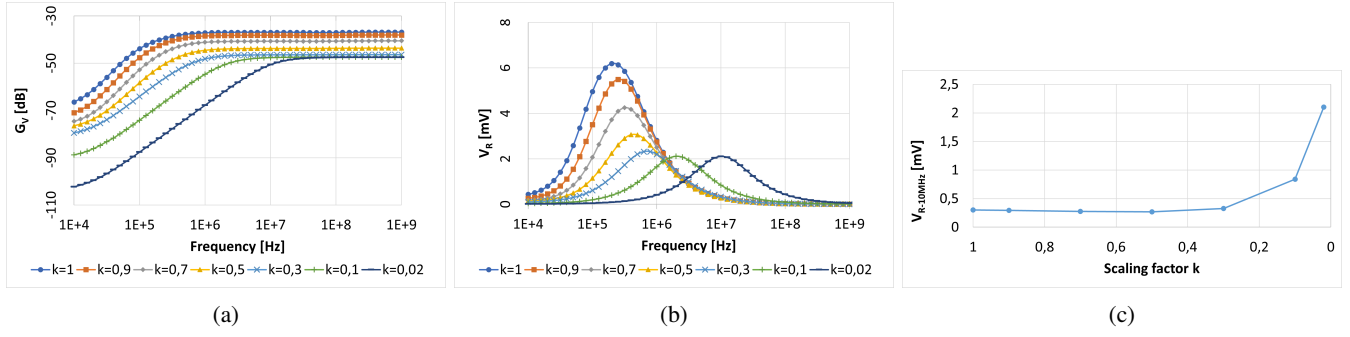 -30
-50
-70
-90
-110
G_V [dB]
1E+4 1E+5 1E+6 1E+7 1E+8 1E+9
Frequency [Hz]
k=1 k=0,9 k=0,7 k=0,5 k=0,3 k=0,1 k=0,02
(a)
8
6
4
2
0
V_R [mV]
1E+4 1E+5 1E+6 1E+7 1E+8 1E+9
Frequency [Hz]
k=1 k=0,9 k=0,7 k=0,5 k=0,3 k=0,1 k=0,02
(b)
2,5
2
1,5
1
0,5
0
V_R-10MHz [mV]
1 0,8 0,6 0,4 0,2 0
Scaling factor k
(c)